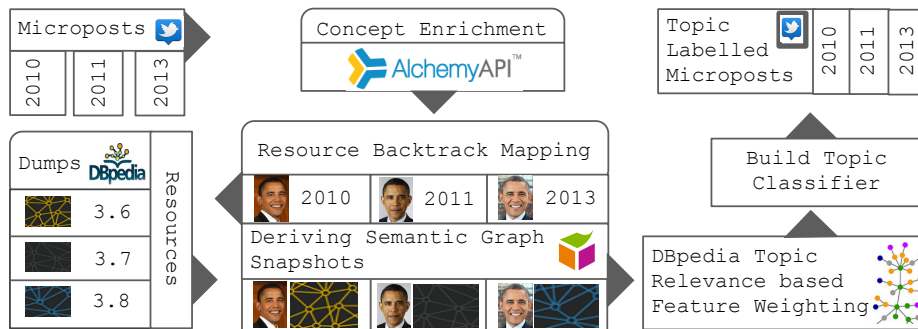 Microposts
2010
2011
2013
Concept Enrichment
AlchemyAPI™
Topic
Labelled
Microposts
2010
2011
2013
Dumps
DBpedia
3.6
3.7
3.8
Resources
Resource Backtrack Mapping
2010
2011
2013
Deriving Semantic Graph
Snapshots
Build Topic
Classifier
DBpedia Topic
Relevance based
Feature Weighting